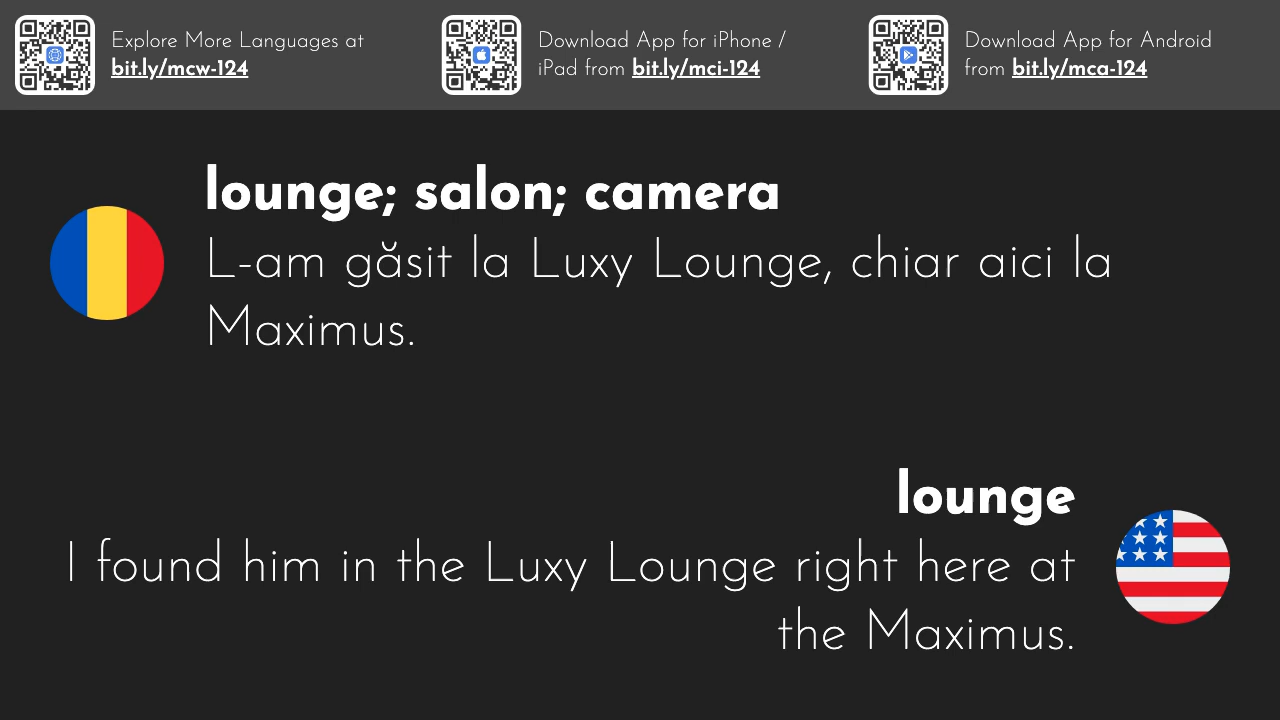 Explore More Languages at
bit.ly/mcw-124
Download App for iPhone /
iPad from bit.ly/mci-124
Download App for Android
from bit.ly/mca-124
lounge; salon; camera
L-am găsit la Luxy Lounge, chiar aici la
Maximus.
lounge
I found him in the Luxy Lounge right here at
the Maximus.